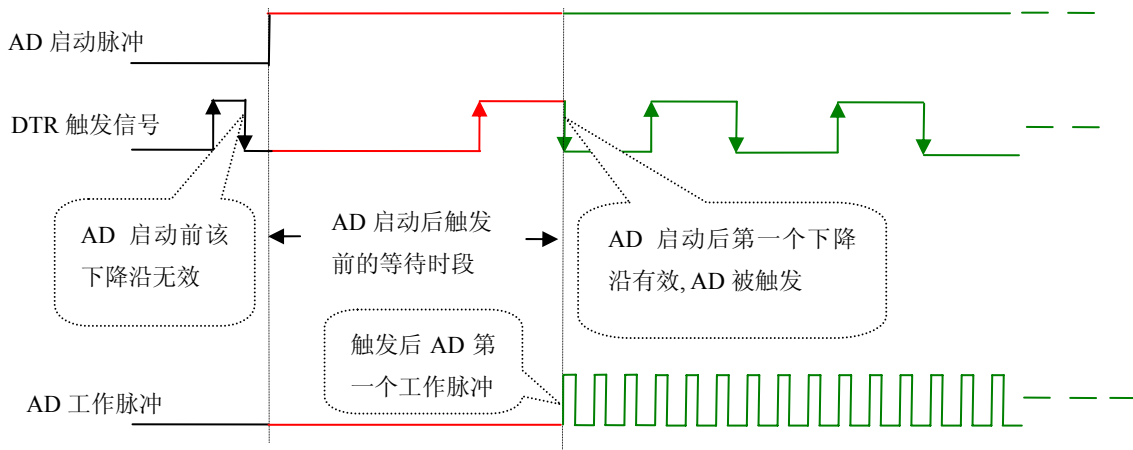 AD 启动脉冲
DTR 触发信号
AD 启动前该
下降沿无效
AD 启动后触发
前的等待时段
AD 启动后第一个下降
沿有效, AD 被触发
触发后 AD 第
一个工作脉冲
AD 工作脉冲